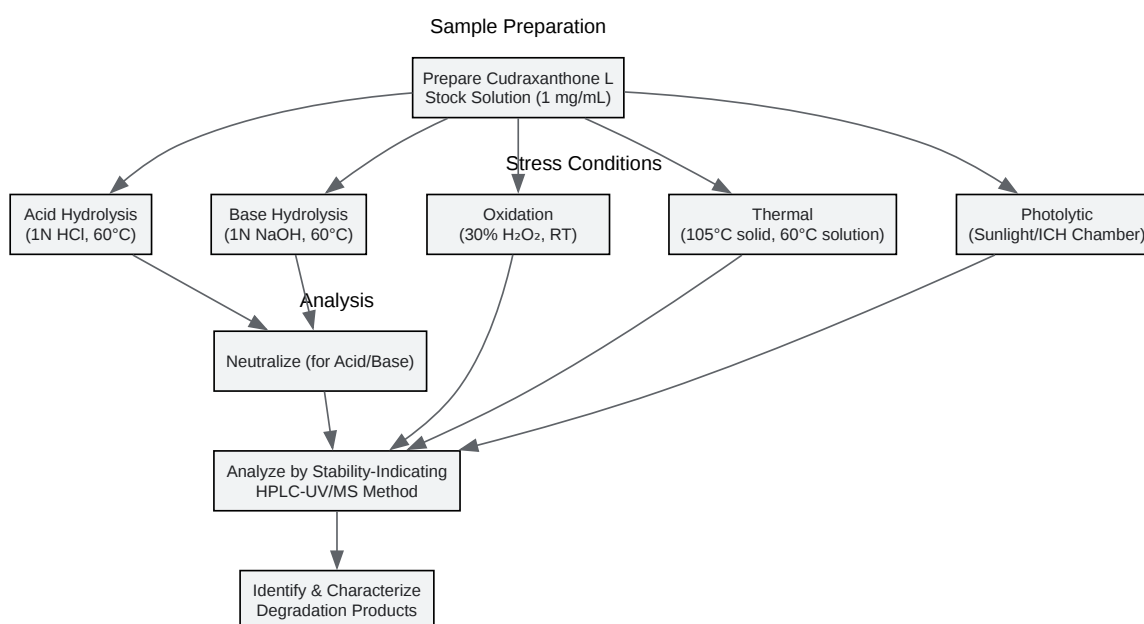 Sample Preparation
Prepare Cudraxanthone L
Stock Solution (1 mg/mL)
Stress Conditions
Acid Hydrolysis
(1N HCl, 60°C)
Base Hydrolysis
(1N NaOH, 60°C)
Oxidation
(30% H₂O₂, RT)
Thermal
(105°C solid, 60°C solution)
Photolytic
(Sunlight/ICH Chamber)
Analysis
Neutralize (for Acid/Base)
Analyze by Stability-Indicating
HPLC-UV/MS Method
Identify & Characterize
Degradation Products